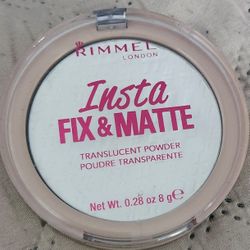 RIMMEL
LONDON
Insta
FIX & MATTE
TRANSLUCENT POWDER
POUDRE TRANSPARENTE
Net Wt. 0.28 oz 8 g ℮